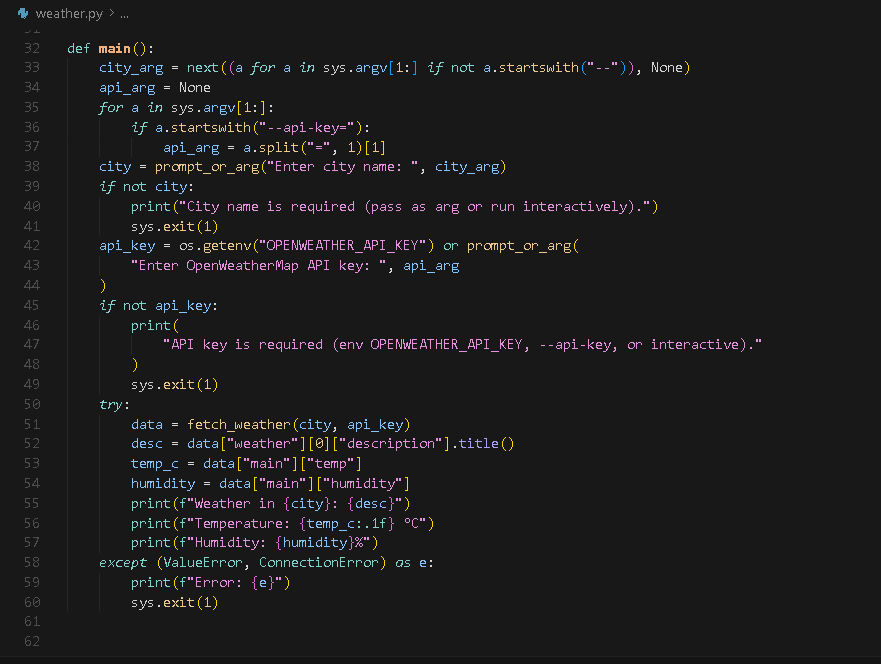 weather.py > ...
31
32 def main():
33     city_arg = next((a for a in sys.argv[1:] if not a.startswith("--")), None)
34     api_arg = None
35     for a in sys.argv[1:]:
36         if a.startswith("--api-key="):
37             api_arg = a.split("=", 1)[1]
38     city = prompt_or_arg("Enter city name: ", city_arg)
39     if not city:
40         print("City name is required (pass as arg or run interactively).")
41         sys.exit(1)
42     api_key = os.getenv("OPENWEATHER_API_KEY") or prompt_or_arg(
43         "Enter OpenWeatherMap API key: ", api_arg
44     )
45     if not api_key:
46         print(
47             "API key is required (env OPENWEATHER_API_KEY, --api-key, or interactive)."
48         )
49         sys.exit(1)
50     try:
51         data = fetch_weather(city, api_key)
52         desc = data["weather"][0]["description"].title()
53         temp_c = data["main"]["temp"]
54         humidity = data["main"]["humidity"]
55         print(f"Weather in {city}: {desc}")
56         print(f"Temperature: {temp_c:.1f} °C")
57         print(f"Humidity: {humidity}%")
58     except (ValueError, ConnectionError) as e:
59         print(f"Error: {e}")
60         sys.exit(1)
61
62